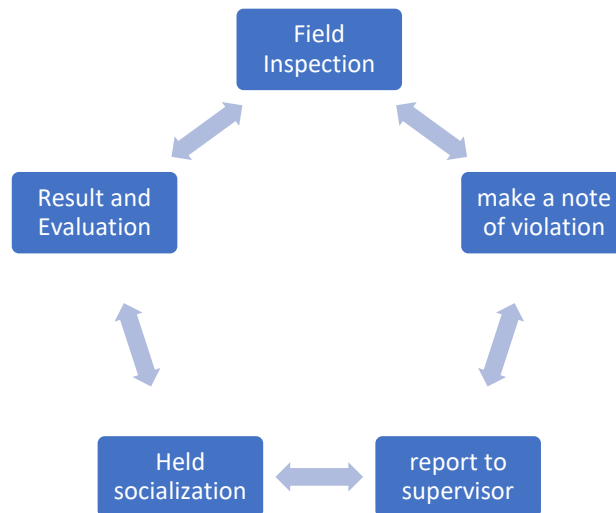 Field
Inspection
make a note
of violation
report to
supervisor
Held
socialization
Result and
Evaluation